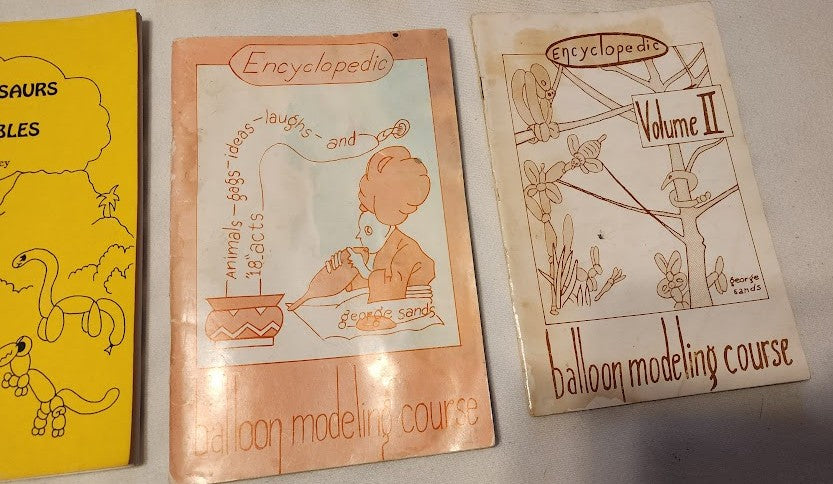 SAURS
BLES
ey
Encyclopedic
Animals-gags-ideas-laughs-and
"18" acts
george sands
balloon modeling course
Encyclopedic
Volume II
george
sands
balloon modeling course